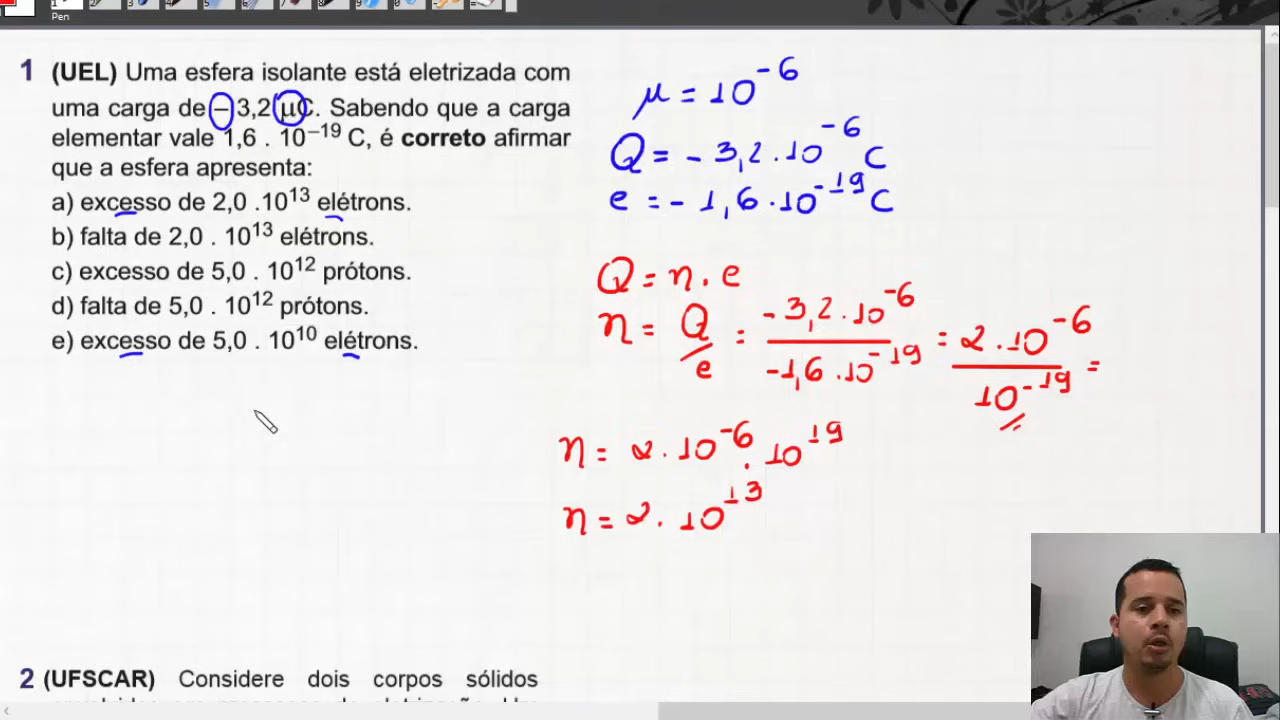 Pen
1 (UEL) Uma esfera isolante está eletrizada com
uma carga de –3,2 μC. Sabendo que a carga
elementar vale 1,6 . 10⁻¹⁹ C, é correto afirmar
que a esfera apresenta:
a) excesso de 2,0 .10¹³ elétrons.
b) falta de 2,0 . 10¹³ elétrons.
c) excesso de 5,0 . 10¹² prótons.
d) falta de 5,0 . 10¹² prótons.
e) excesso de 5,0 . 10¹⁰ elétrons.
μ = 10⁻⁶
Q = - 3,2 . 10⁻⁶ C
e = - 1,6 . 10⁻¹⁹ C
Q = n . e
n = Q/e = -3,2 . 10⁻⁶ / -1,6 . 10⁻¹⁹ = 2 . 10⁻⁶ / 10⁻¹⁹ =
n = 2 . 10⁻⁶ . 10¹⁹
n = 2 . 10¹³
2 (UFSCAR) Considere dois corpos sólidos